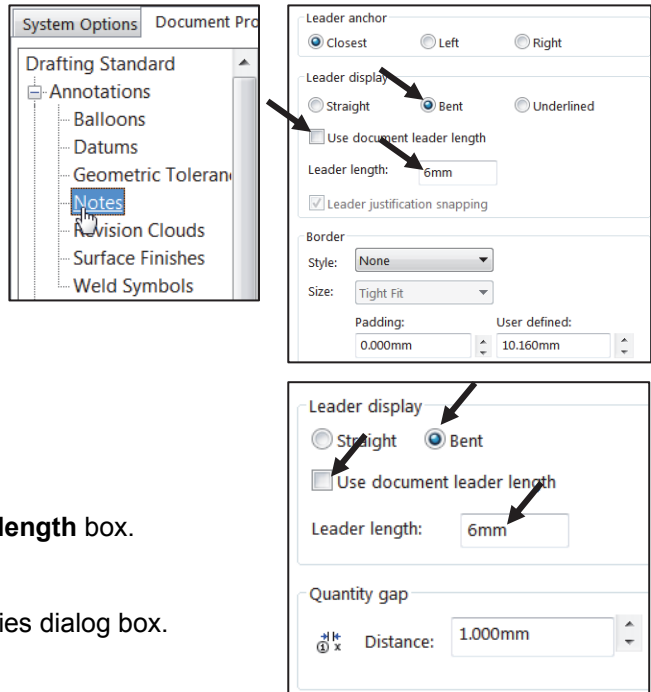 System Options Document Pro
Drafting Standard
Annotations
Balloons
Datums
Geometric Toleran
Notes
Revision Clouds
Surface Finishes
Weld Symbols
Leader anchor
Closest Left Right
Leader display
Straight Bent Underlined
Use document leader length
Leader length: 6mm
Leader justification snapping
Border
Style: None
Size: Tight Fit
Padding: User defined:
0.000mm 10.160mm
Leader display
Straight Bent
Use document leader length
Leader length: 6mm
length box.
Quantity gap
ies dialog box.
1 x Distance: 1.000mm